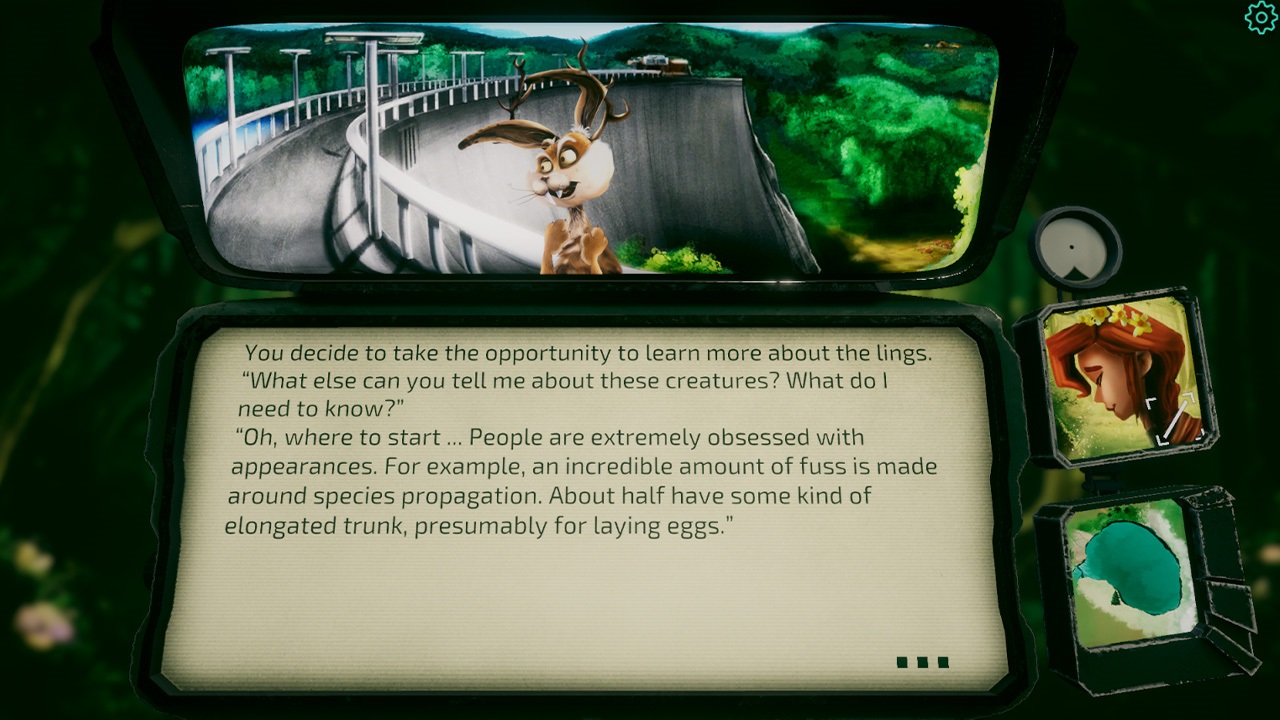 You decide to take the opportunity to learn more about the lings.
“What else can you tell me about these creatures? What do I
need to know?”
“Oh, where to start ... People are extremely obsessed with
appearances. For example, an incredible amount of fuss is made
around species propagation. About half have some kind of
elongated trunk, presumably for laying eggs.”